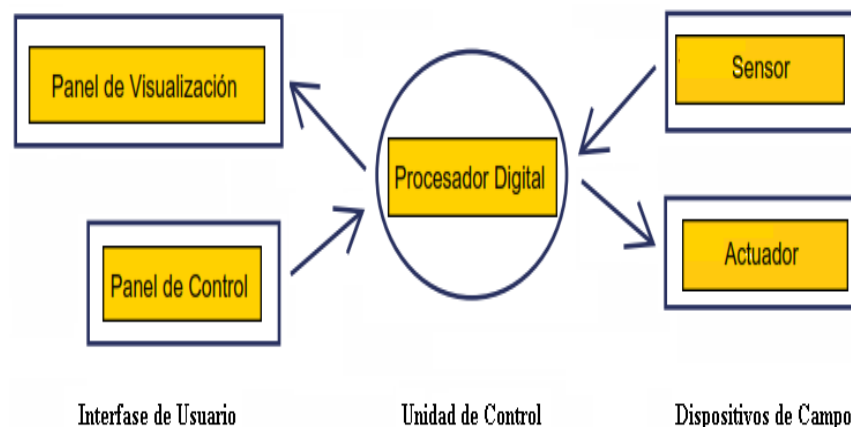 Panel de Visualización
Sensor
Procesador Digital
Panel de Control
Actuador
Interfase de Usuario
Unidad de Control
Dispositivos de Campo